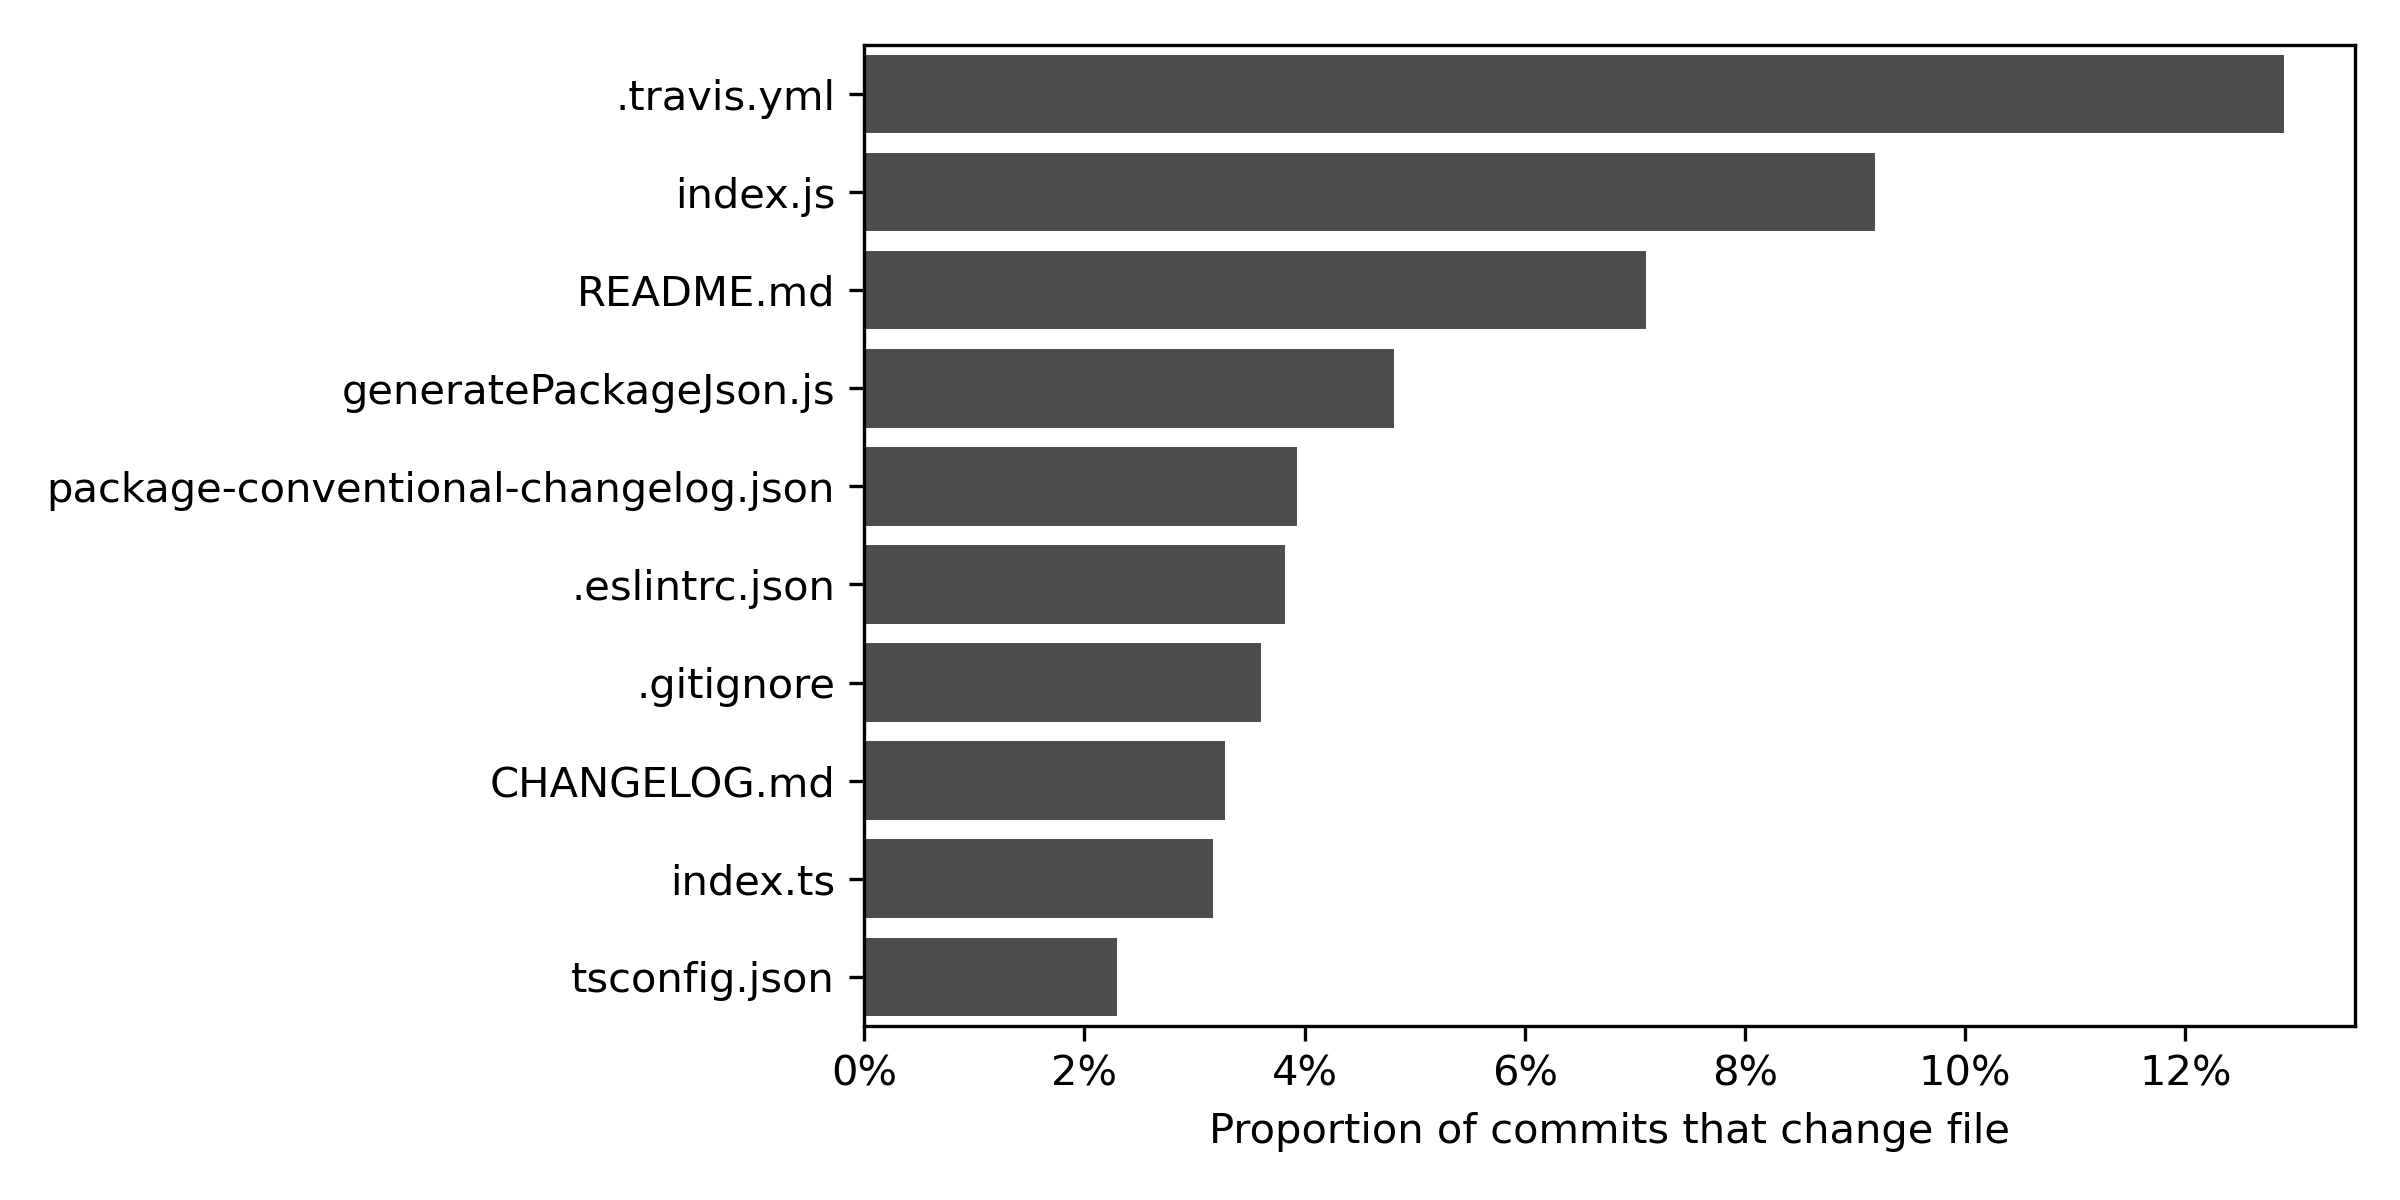 .travis.yml
index.js
README.md
generatePackageJson.js
package-conventional-changelog.json
.eslintrc.json
.gitignore
CHANGELOG.md
index.ts
tsconfig.json
0% 2% 4% 6% 8% 10% 12%
Proportion of commits that change file